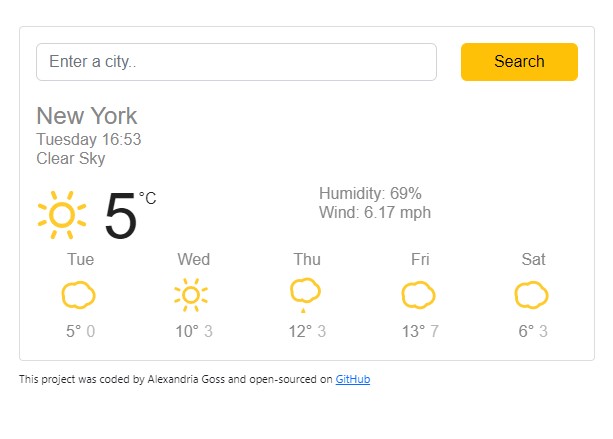 Enter a city..
Search
New York
Tuesday 16:53
Clear Sky
5 °C
Humidity: 69%
Wind: 6.17 mph
Tue Wed Thu Fri Sat
5° 0 10° 3 12° 3 13° 7 6° 3
This project was coded by Alexandria Goss and open-sourced on GitHub